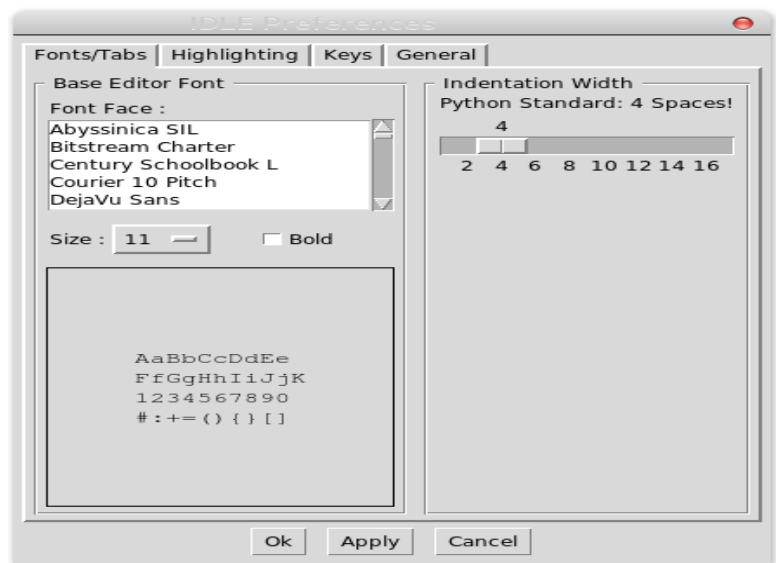 IDLE Preferences
Fonts/Tabs Highlighting Keys General
Base Editor Font
Font Face :
Abyssinica SIL
Bitstream Charter
Century Schoolbook L
Courier 10 Pitch
DejaVu Sans
Size : 11 Bold
AaBbCcDdEe
FfGgHhIiJjK
1234567890
#:+=(){}[]
Indentation Width
Python Standard: 4 Spaces!
4
2 4 6 8 10 12 14 16
Ok Apply Cancel